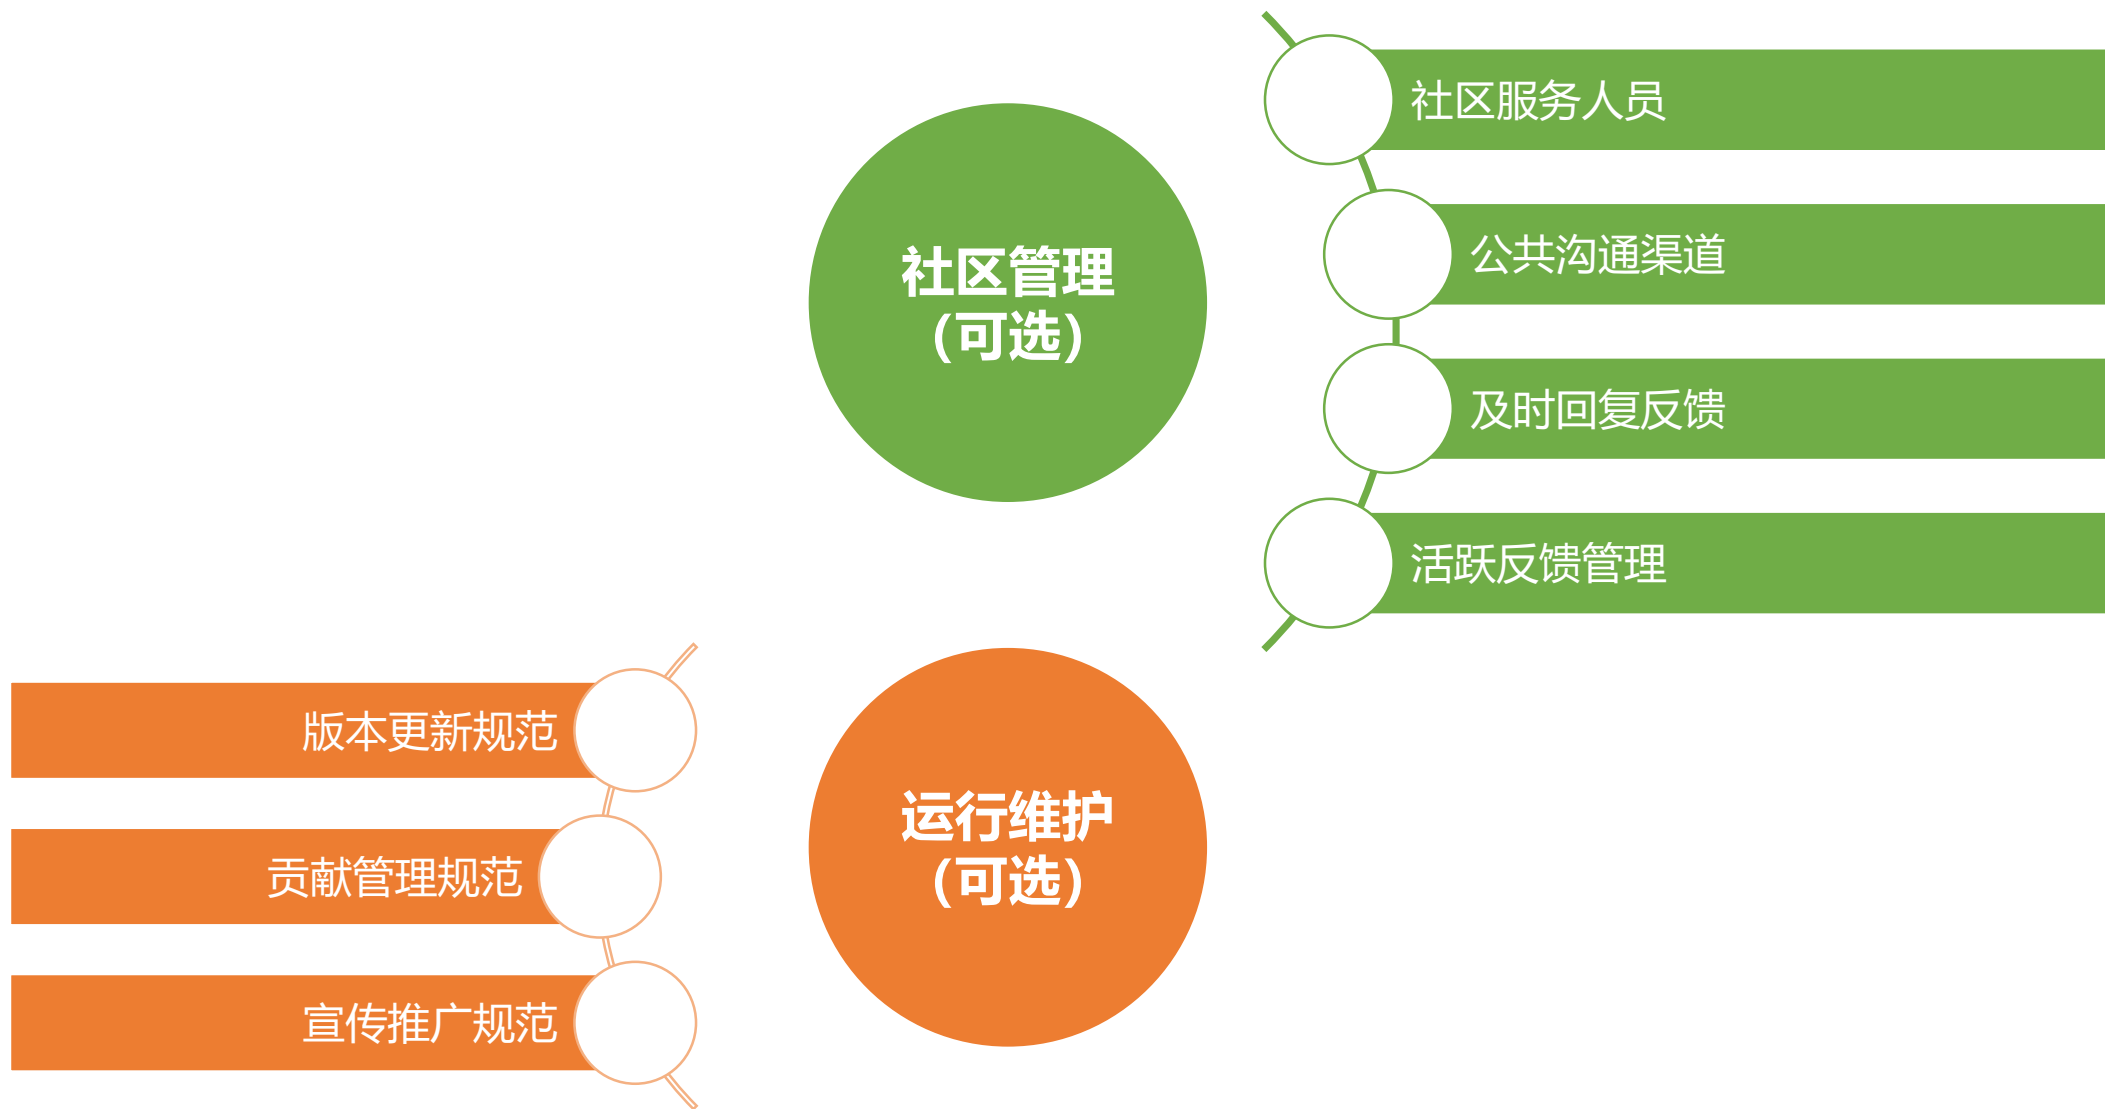 社区管理
（可选）
社区服务人员
公共沟通渠道
及时回复反馈
活跃反馈管理
运行维护
（可选）
版本更新规范
贡献管理规范
宣传推广规范